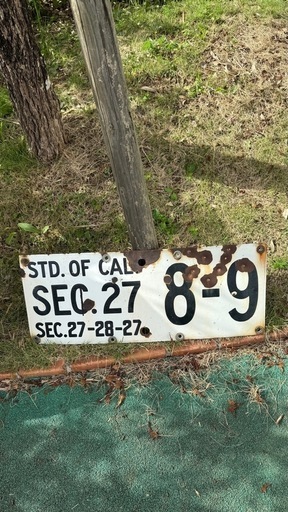 STD. OF CAL.
SEC. 27
SEC. 27-28-27
8-9